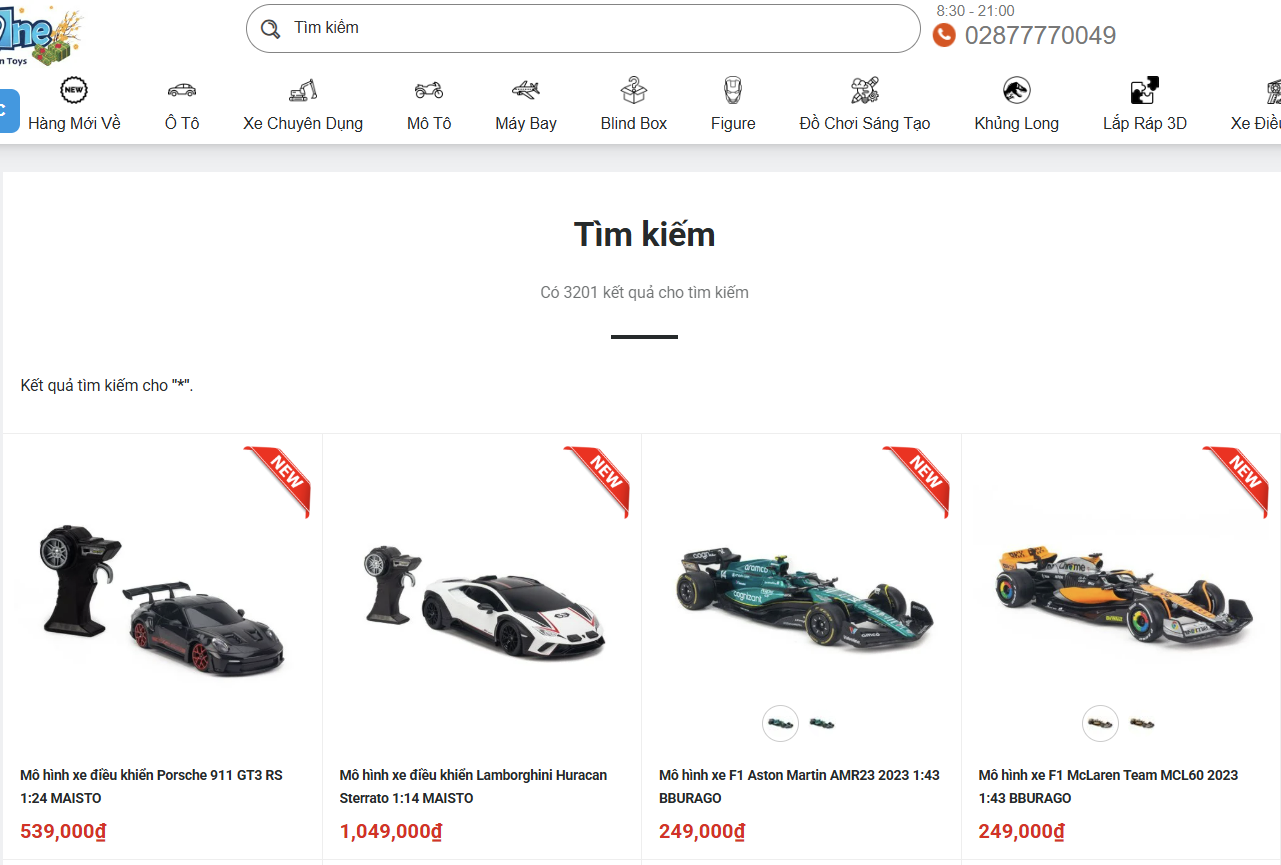 8:30 - 21:00
Tìm kiếm
02877770049
n Toys
NEW
C
Hàng Mới Về
Ô Tô
Xe Chuyên Dụng
Mô Tô
Máy Bay
Blind Box
Figure
Đồ Chơi Sáng Tạo
Khủng Long
Lắp Ráp 3D
Xe Điề
Tìm kiếm
Có 3201 kết quả cho tìm kiếm
Kết quả tìm kiếm cho "*".
NEW
NEW
NEW
NEW
Mô hình xe điều khiển Porsche 911 GT3 RS
1:24 MAISTO
539,000₫
Mô hình xe điều khiển Lamborghini Huracan
Sterrato 1:14 MAISTO
1,049,000₫
Mô hình xe F1 Aston Martin AMR23 2023 1:43
BBURAGO
249,000₫
Mô hình xe F1 McLaren Team MCL60 2023
1:43 BBURAGO
249,000₫